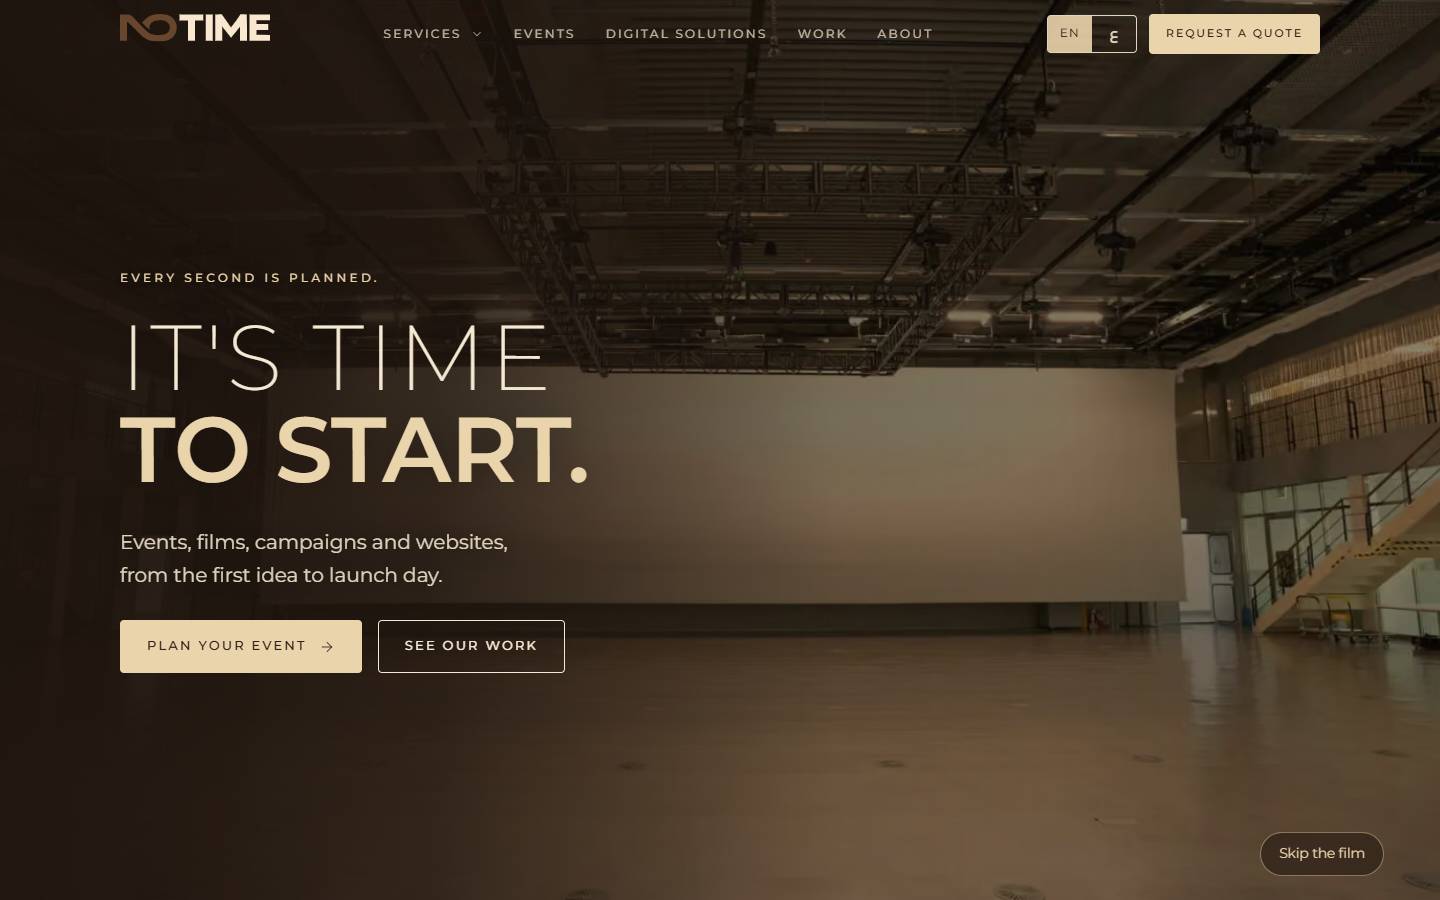 NOTIME
SERVICES
EVENTS
DIGITAL SOLUTIONS
WORK
ABOUT
EN
ع
REQUEST A QUOTE
EVERY SECOND IS PLANNED.
IT'S TIME
TO START.
Events, films, campaigns and websites,
from the first idea to launch day.
PLAN YOUR EVENT →
SEE OUR WORK
Skip the film